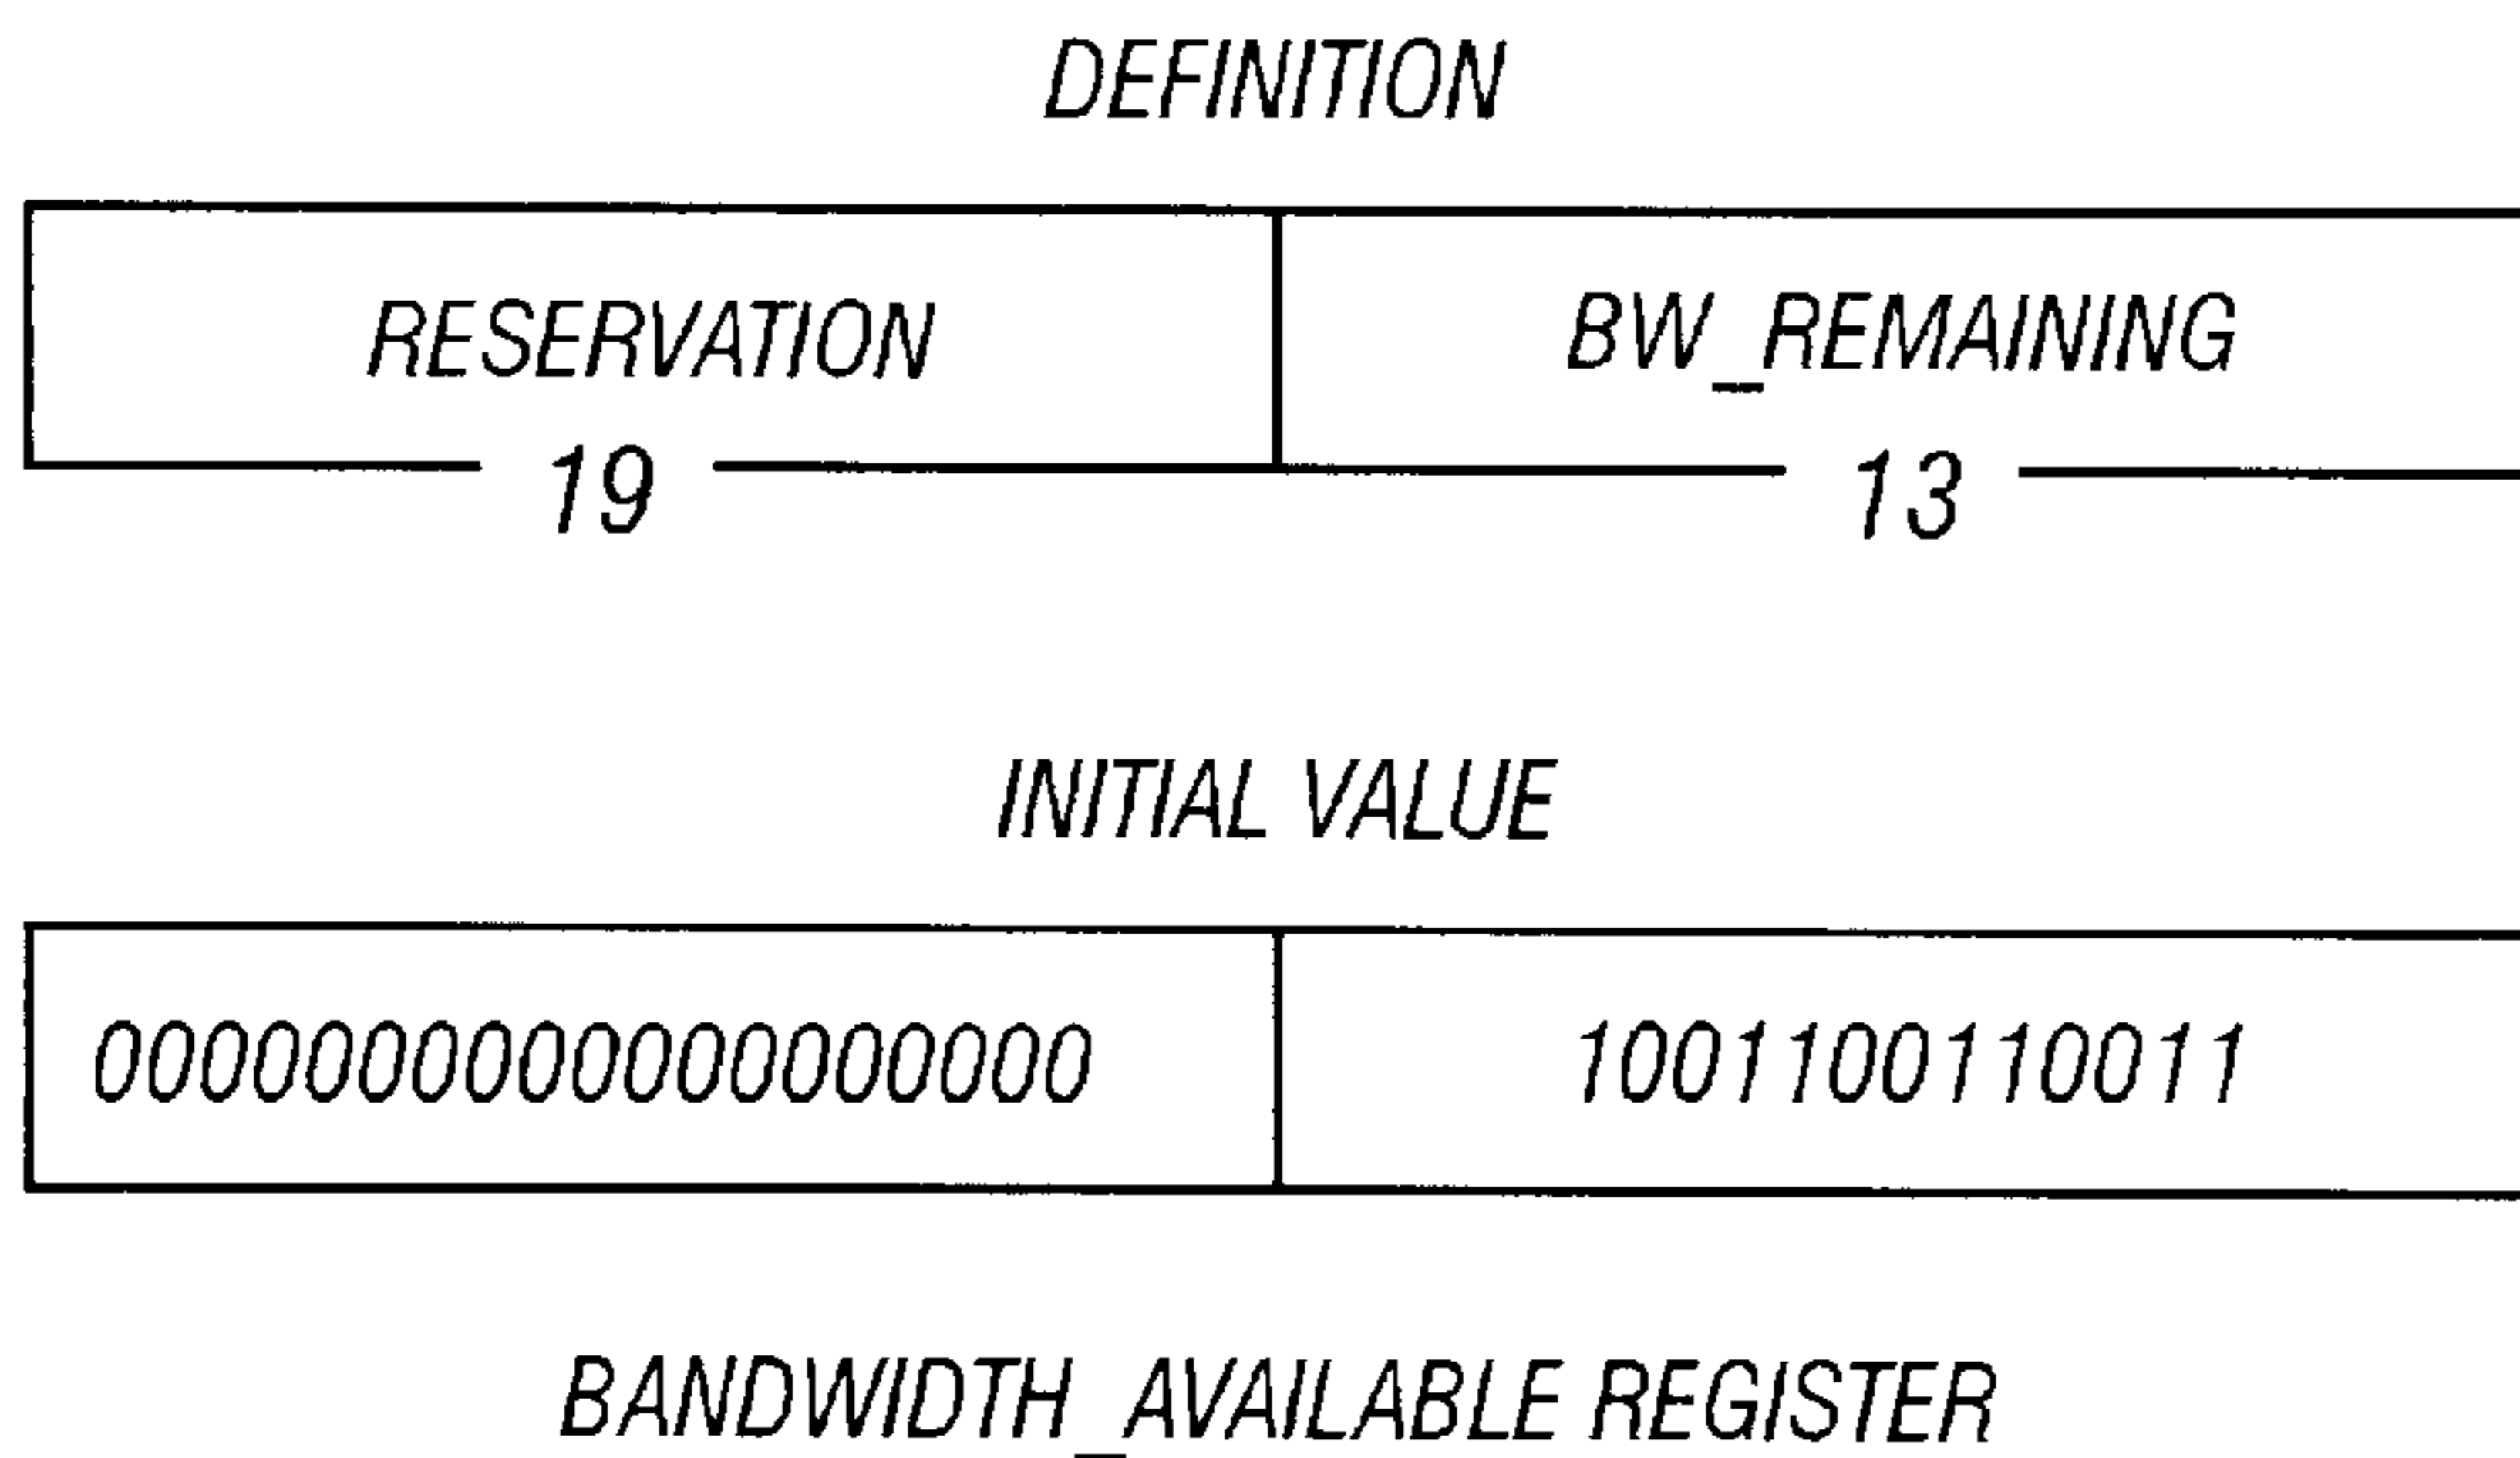 DEFINITION
RESERVATION BW_REMAINING
19 13
INITIAL VALUE
0000000000000000000 1001100110011
BANDWIDTH_AVAILABLE REGISTER